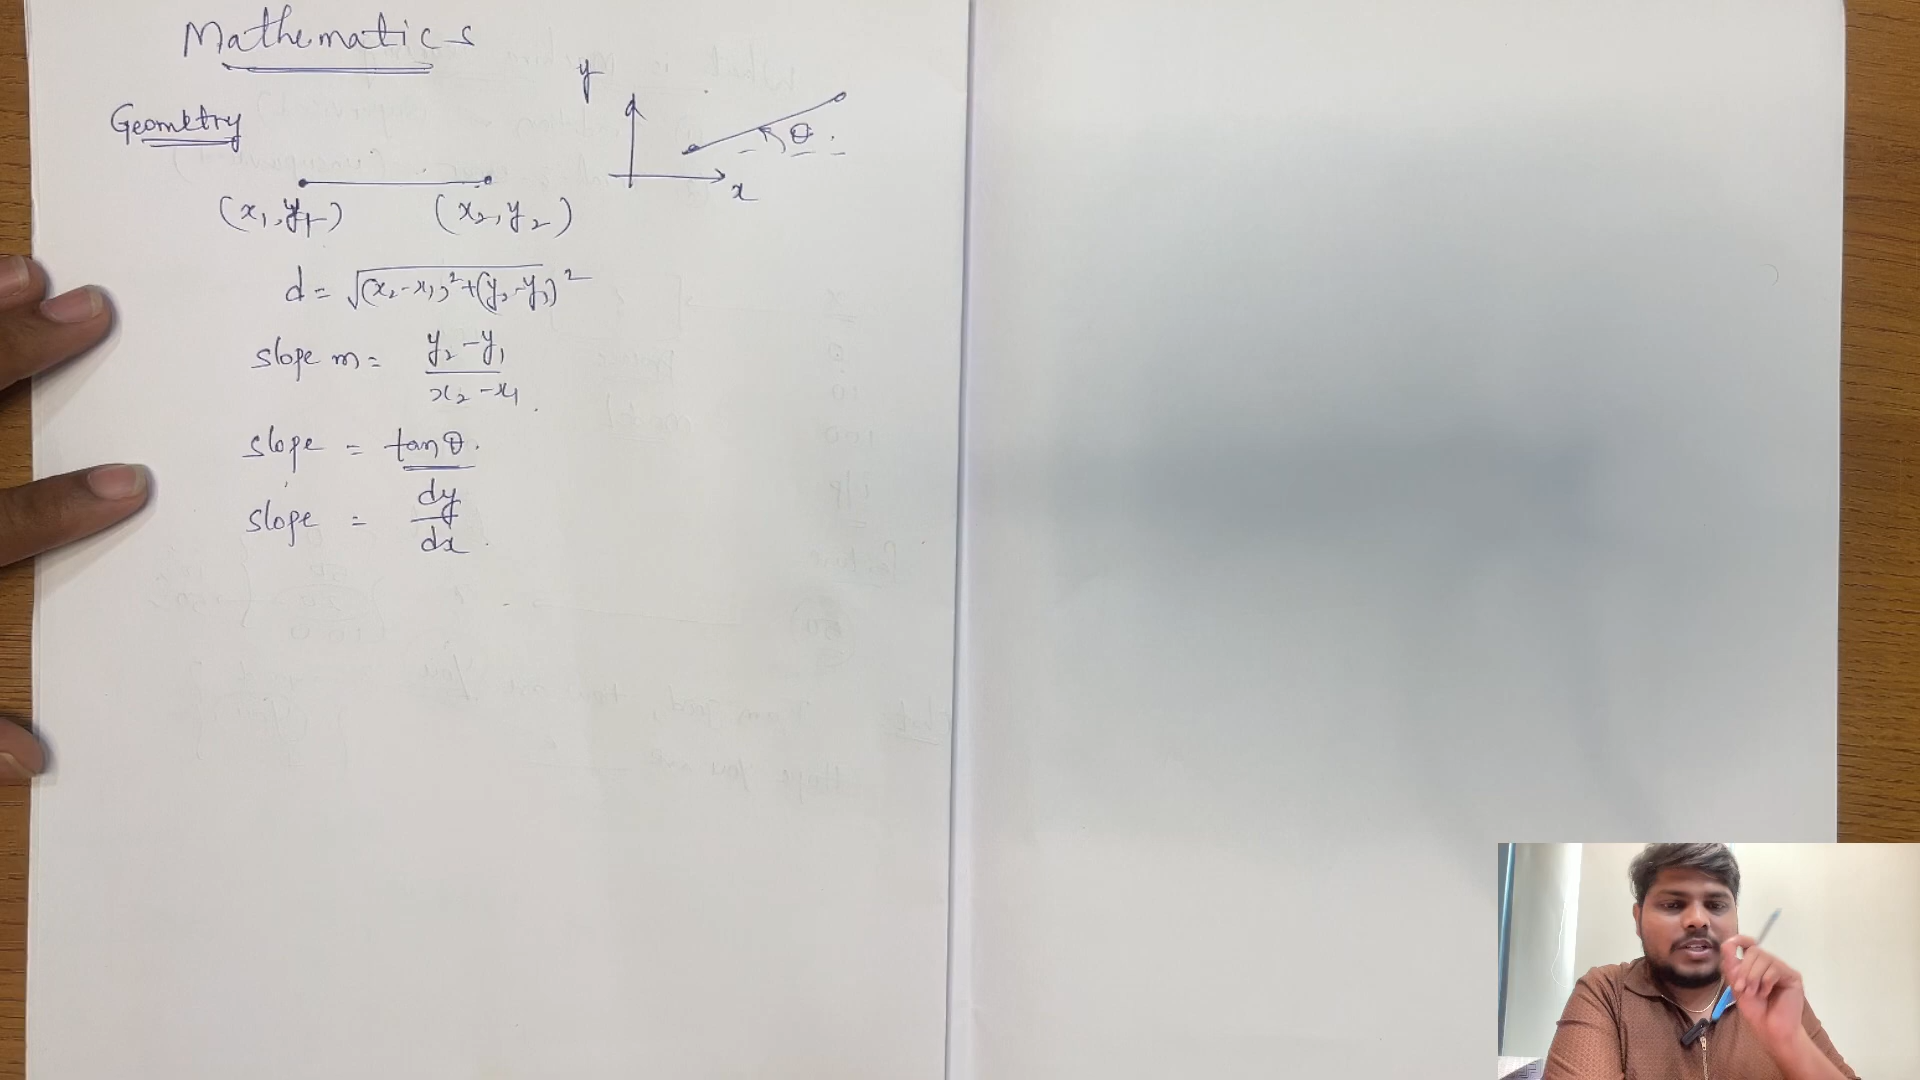 Mathematics
Geometry
y
θ.
x
(x₁, y₁)
(x₂, y₂)
d = √(x₂-x₁)²+(y₂-y₁)²
slope m = y₂-y₁
x₂-x₁.
slope = tanθ.
slope = dy
dx.